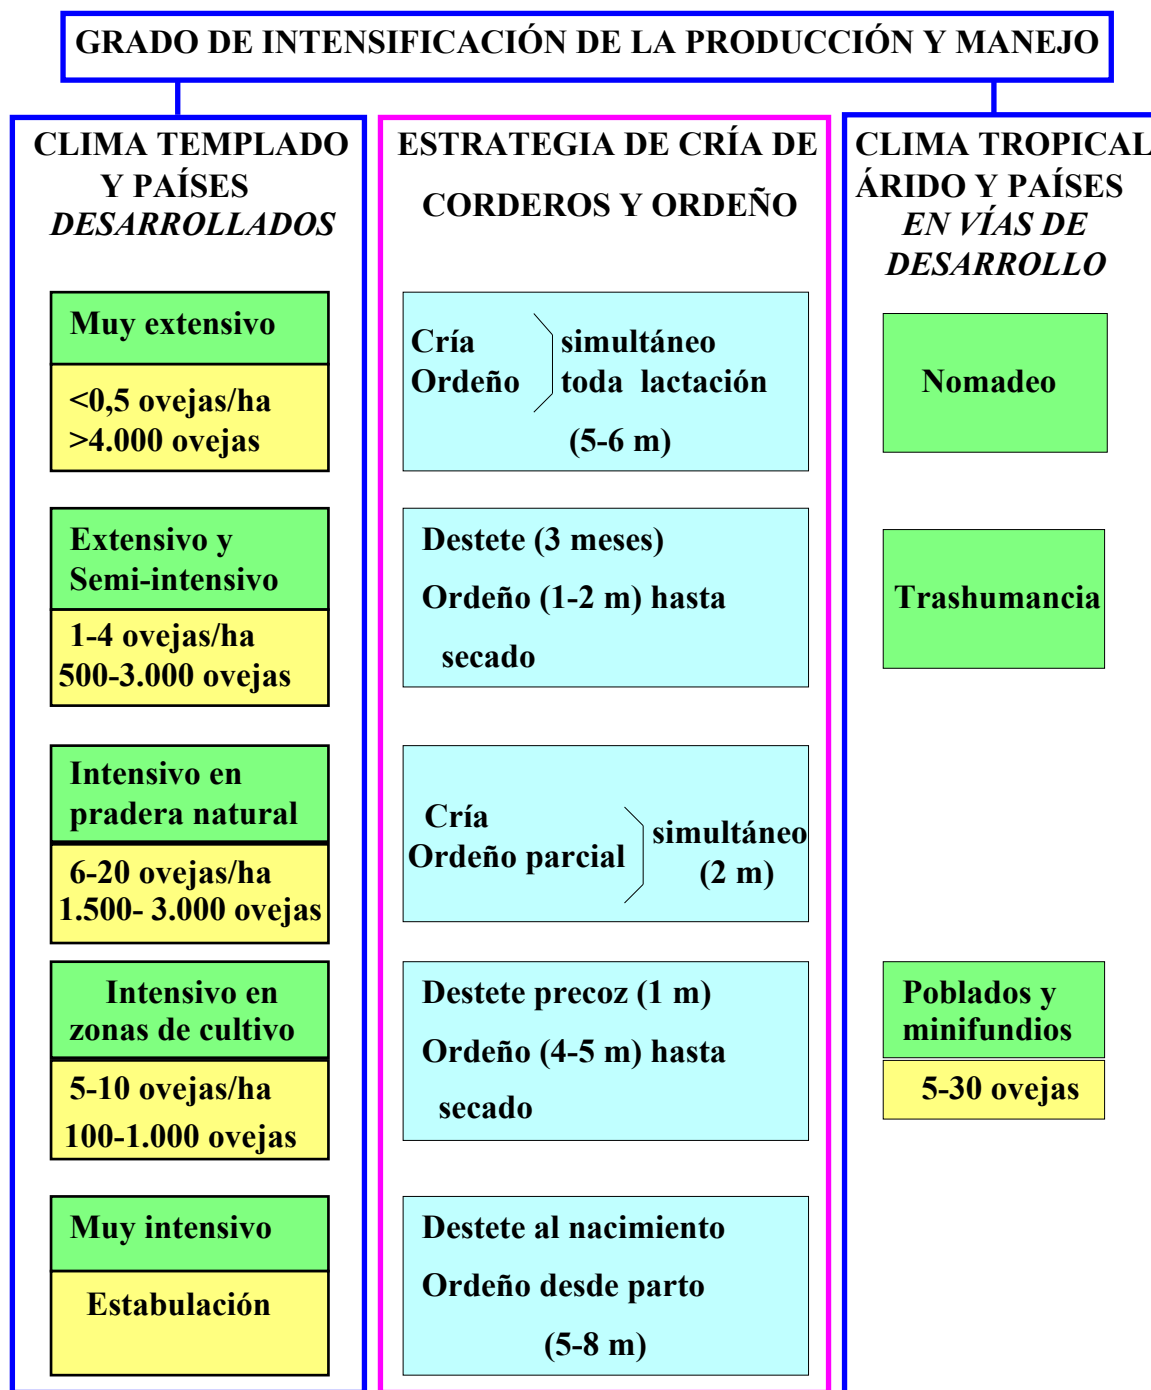 GRADO DE INTENSIFICACIÓN DE LA PRODUCCIÓN Y MANEJO
CLIMA TEMPLADO
Y PAÍSES
DESARROLLADOS
ESTRATEGIA DE CRÍA DE
CORDEROS Y ORDEÑO
CLIMA TROPICAL
ÁRIDO Y PAÍSES
EN VÍAS DE
DESARROLLO
Muy extensivo
<0,5 ovejas/ha
>4.000 ovejas
Cría
Ordeño
simultáneo
toda lactación
(5-6 m)
Nomadeo
Extensivo y
Semi-intensivo
1-4 ovejas/ha
500-3.000 ovejas
Destete (3 meses)
Ordeño (1-2 m) hasta
secado
Trashumancia
Intensivo en
pradera natural
6-20 ovejas/ha
1.500- 3.000 ovejas
Cría
Ordeño parcial
simultáneo
(2 m)
Intensivo en
zonas de cultivo
5-10 ovejas/ha
100-1.000 ovejas
Destete precoz (1 m)
Ordeño (4-5 m) hasta
secado
Poblados y
minifundios
5-30 ovejas
Muy intensivo
Estabulación
Destete al nacimiento
Ordeño desde parto
(5-8 m)